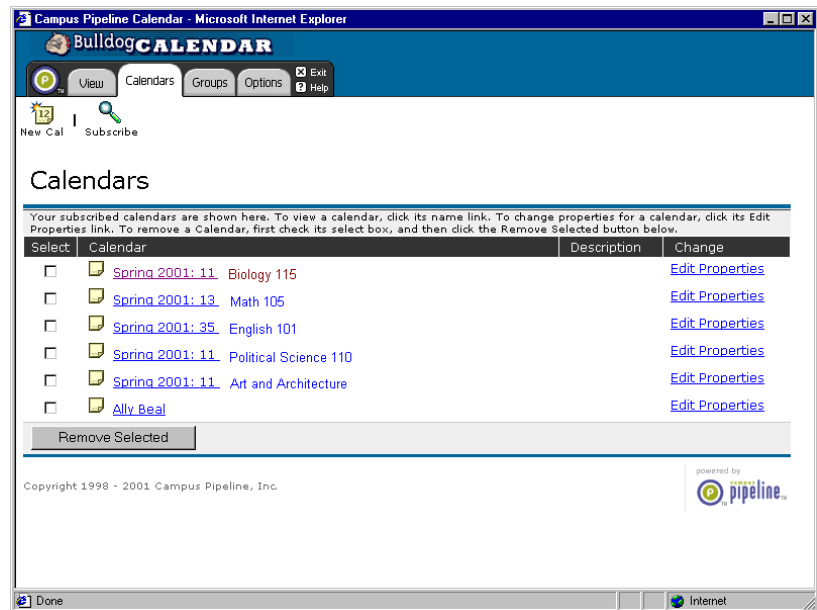 Campus Pipeline Calendar - Microsoft Internet Explorer
Bulldog CALENDAR
View Calendars Groups Options Exit
Help
New Cal Subscribe
Calendars
Your subscribed calendars are shown here. To view a calendar, click its name link. To change properties for a calendar, click its Edit
Properties link. To remove a Calendar, first check its select box, and then click the Remove Selected button below.
Select Calendar Description Change
Spring 2001: 11 Biology 115 Edit Properties
Spring 2001: 13 Math 105 Edit Properties
Spring 2001: 35 English 101 Edit Properties
Spring 2001: 11 Political Science 110 Edit Properties
Spring 2001: 11 Art and Architecture Edit Properties
Ally Beal Edit Properties
Remove Selected
powered by
Copyright 1998 - 2001 Campus Pipeline, Inc.
campus
pipeline
Done Internet